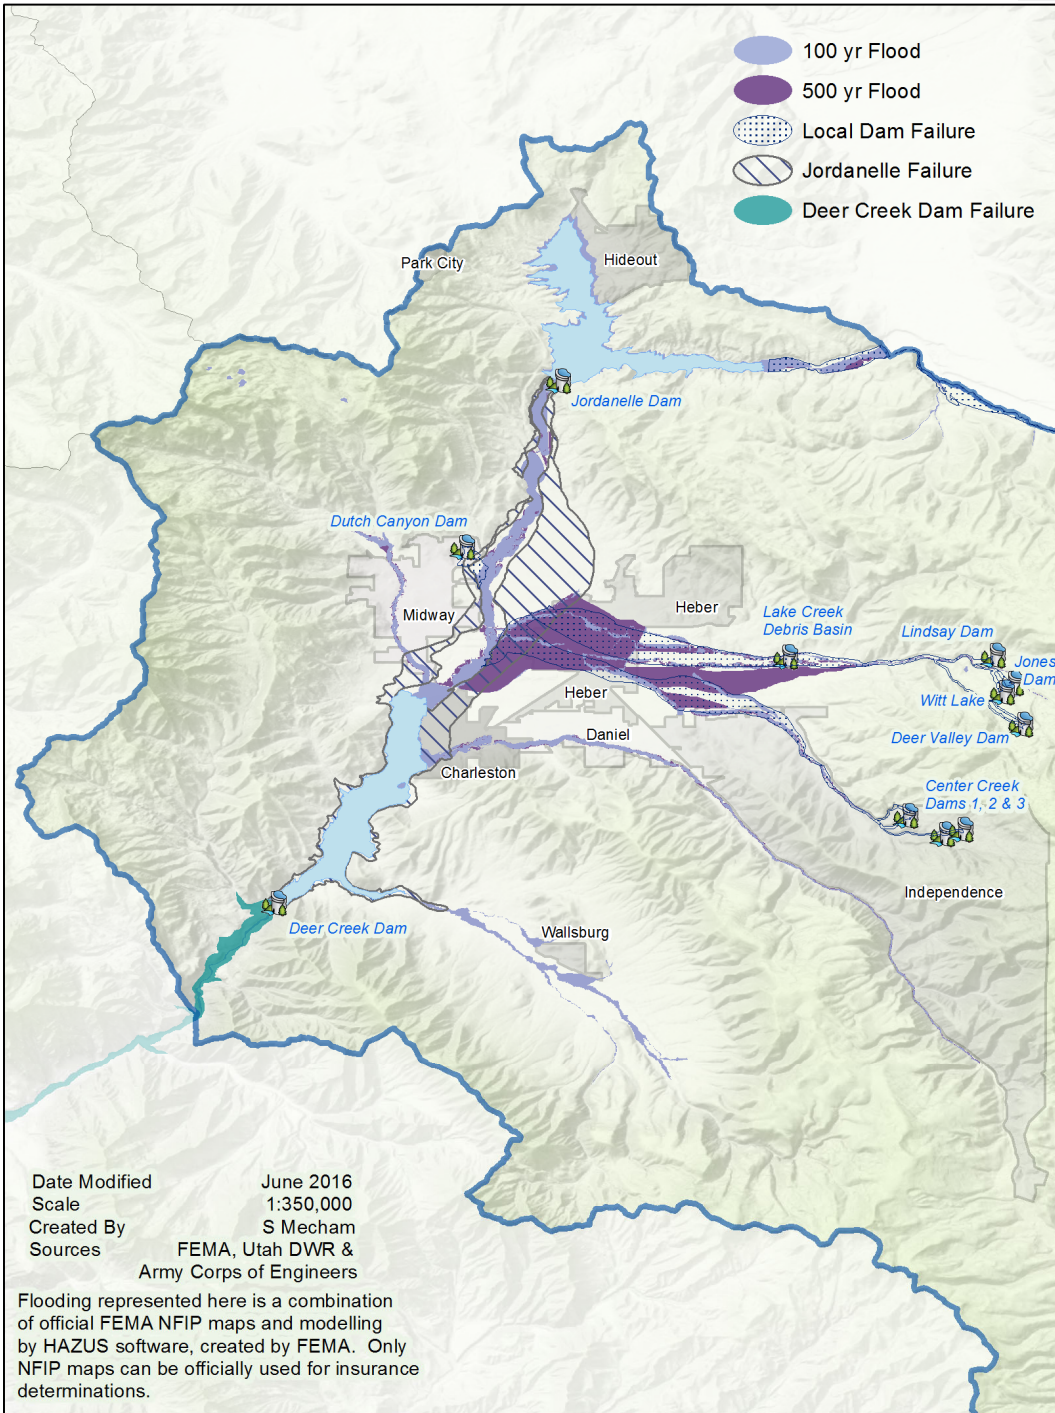 100 yr Flood
500 yr Flood
Local Dam Failure
Jordanelle Failure
Deer Creek Dam Failure
Park City
Hideout
Jordanelle Dam
Dutch Canyon Dam
Midway
Heber
Lake Creek
Debris Basin
Lindsay Dam
Jones
Dam
Witt Lake
Deer Valley Dam
Heber
Daniel
Charleston
Center Creek
Dams 1, 2 & 3
Independence
Deer Creek Dam
Wallsburg
Date Modified June 2016
Scale 1:350,000
Created By S Mecham
Sources FEMA, Utah DWR &
Army Corps of Engineers
Flooding represented here is a combination
of official FEMA NFIP maps and modelling
by HAZUS software, created by FEMA. Only
NFIP maps can be officially used for insurance
determinations.